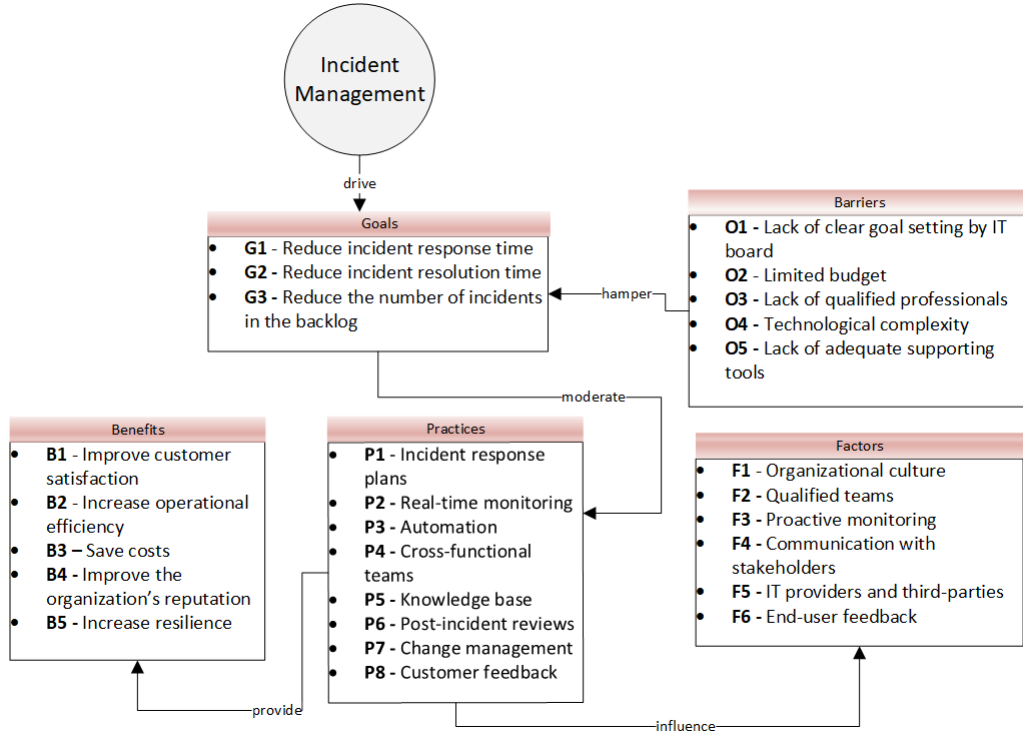 Incident
Management
drive
Goals
• G1 - Reduce incident response time
• G2 - Reduce incident resolution time
• G3 - Reduce the number of incidents
in the backlog
Barriers
• O1 - Lack of clear goal setting by IT
board
• O2 - Limited budget
• O3 - Lack of qualified professionals
• O4 - Technological complexity
• O5 - Lack of adequate supporting
tools
hamper
moderate
Benefits
• B1 - Improve customer
satisfaction
• B2 - Increase operational
efficiency
• B3 – Save costs
• B4 - Improve the
organization’s reputation
• B5 - Increase resilience
Practices
• P1 - Incident response
plans
• P2 - Real-time monitoring
• P3 - Automation
• P4 - Cross-functional
teams
• P5 - Knowledge base
• P6 - Post-incident reviews
• P7 - Change management
• P8 - Customer feedback
Factors
• F1 - Organizational culture
• F2 - Qualified teams
• F3 - Proactive monitoring
• F4 - Communication with
stakeholders
• F5 - IT providers and third-parties
• F6 - End-user feedback
provide
influence